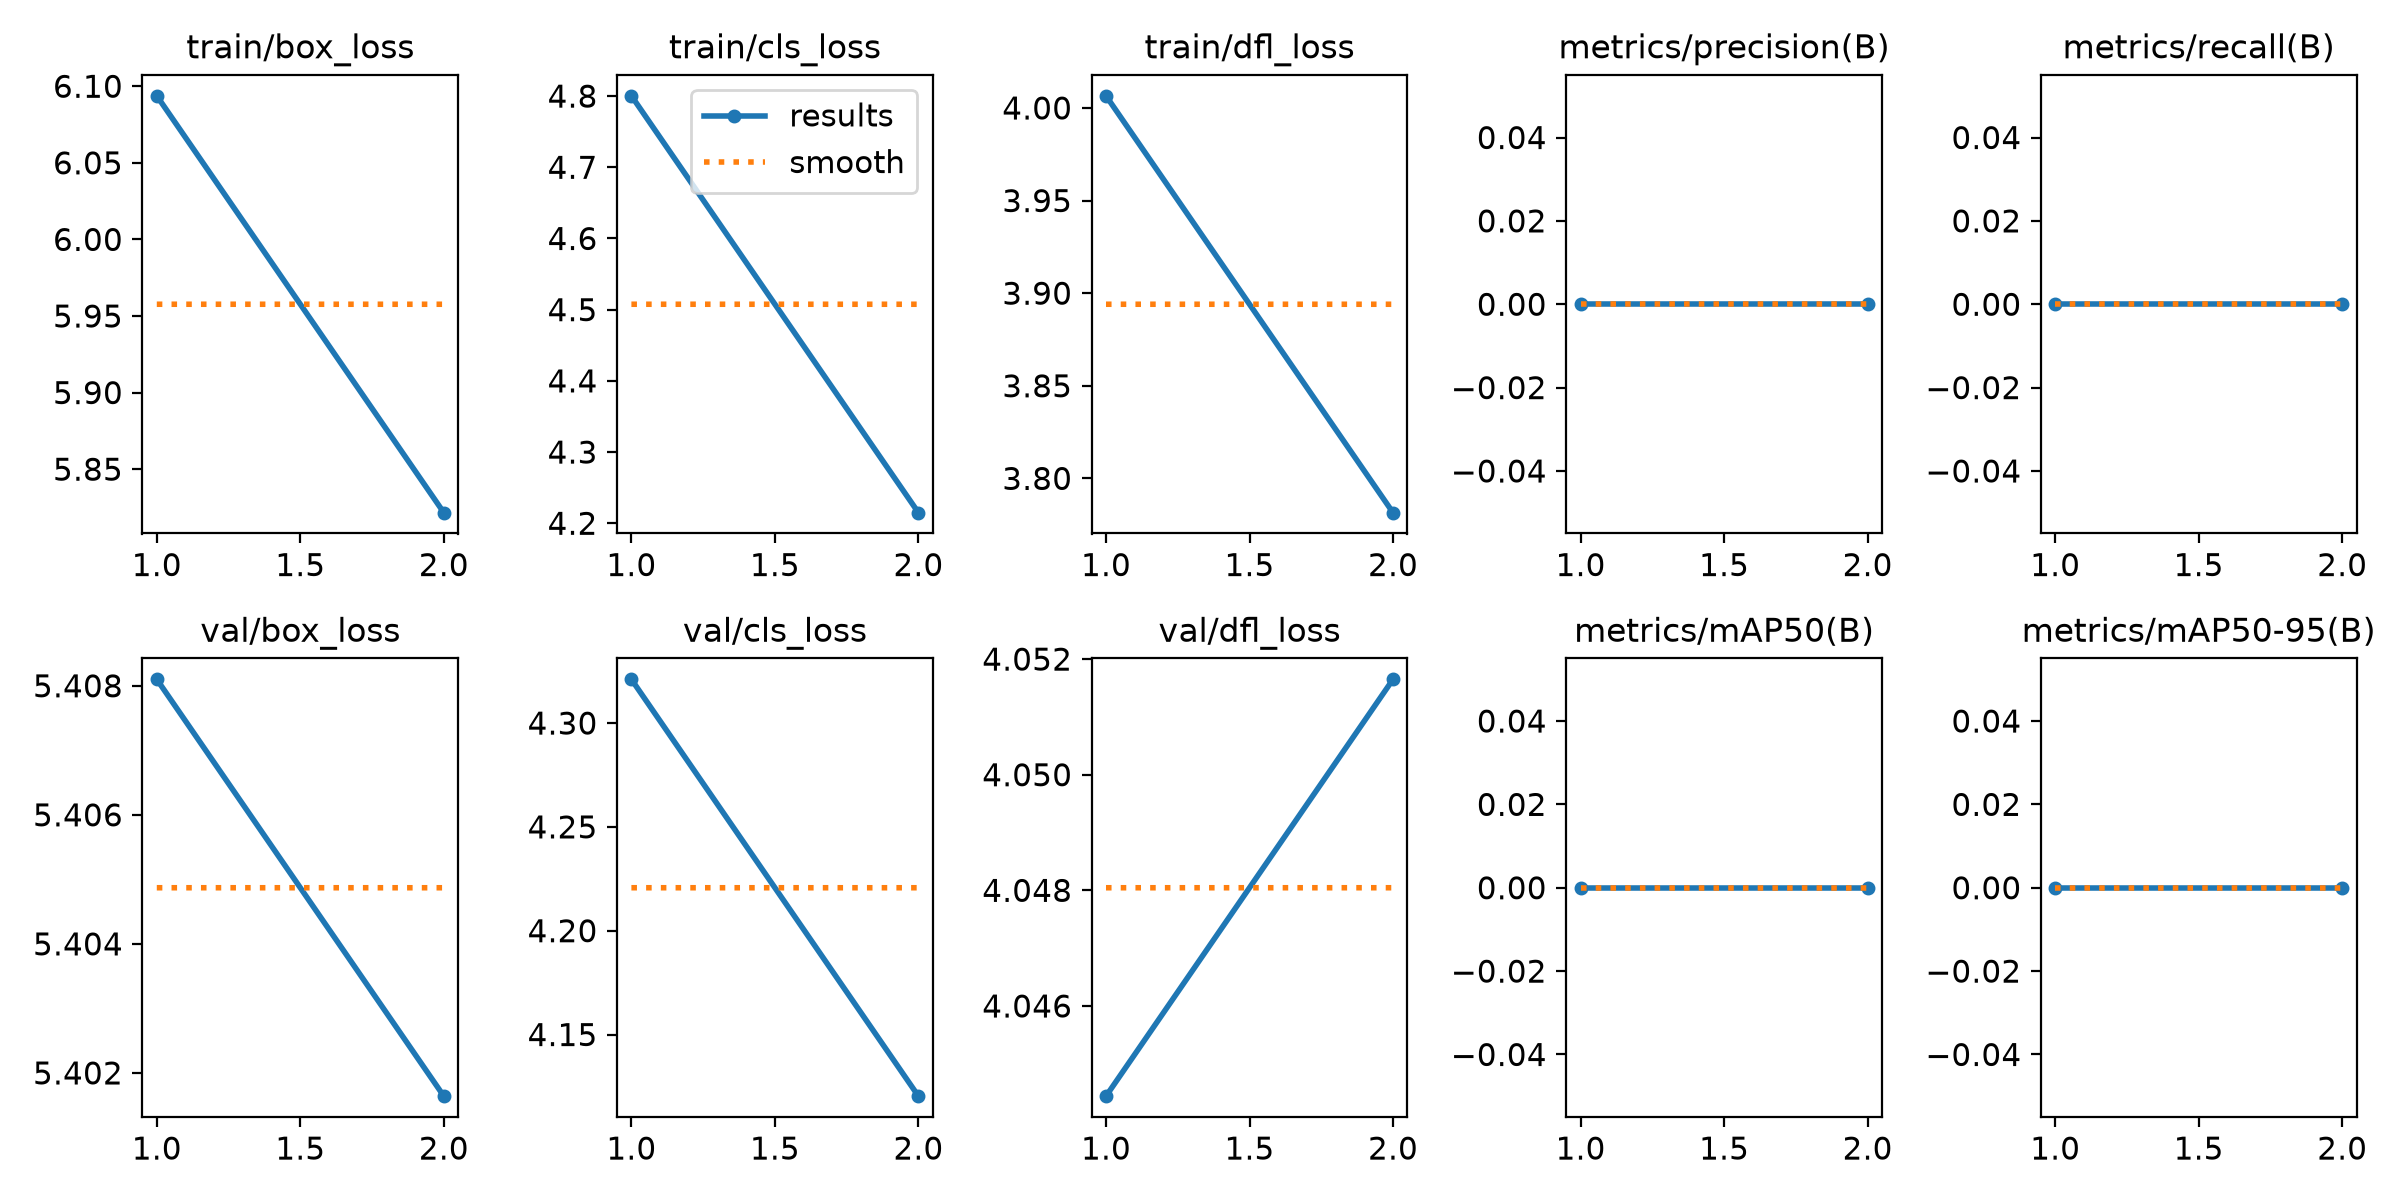 train/box_loss
6.10
6.05
6.00
5.95
5.90
5.85
1.0 1.5 2.0
train/cls_loss
results
smooth
4.8
4.7
4.6
4.5
4.4
4.3
4.2
1.0 1.5 2.0
train/dfl_loss
4.00
3.95
3.90
3.85
3.80
1.0 1.5 2.0
metrics/precision(B)
0.04
0.02
0.00
−0.02
−0.04
1.0 1.5 2.0
metrics/recall(B)
0.04
0.02
0.00
−0.02
−0.04
1.0 1.5 2.0
val/box_loss
5.408
5.406
5.404
5.402
1.0 1.5 2.0
val/cls_loss
4.30
4.25
4.20
4.15
1.0 1.5 2.0
val/dfl_loss
4.052
4.050
4.048
4.046
1.0 1.5 2.0
metrics/mAP50(B)
0.04
0.02
0.00
−0.02
−0.04
1.0 1.5 2.0
metrics/mAP50-95(B)
0.04
0.02
0.00
−0.02
−0.04
1.0 1.5 2.0